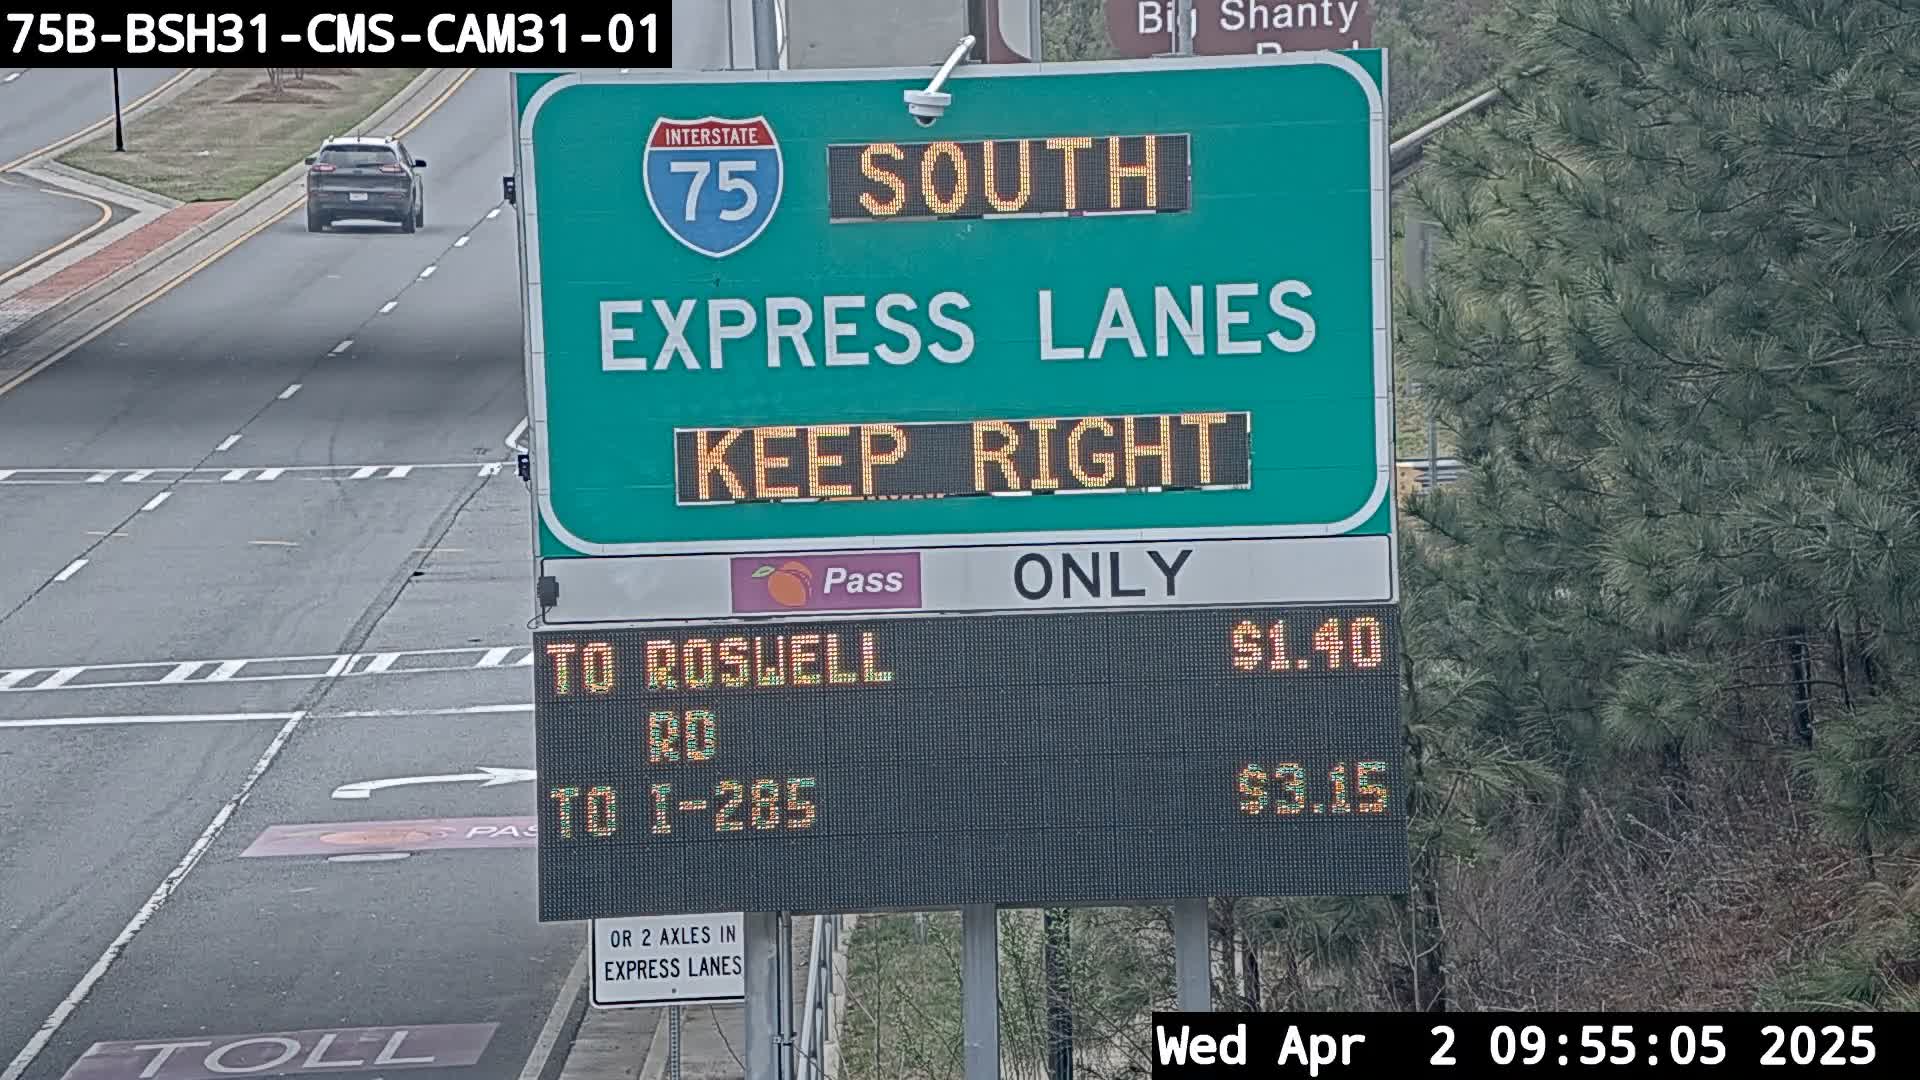 75B-BSH31-CMS-CAM31-01
Big Shanty
Road
INTERSTATE
75
SOUTH
EXPRESS LANES
KEEP RIGHT
Pass
ONLY
TO ROSWELL $1.40
RD
TO I-285 $3.15
PAS
OR 2 AXLES IN
EXPRESS LANES
TOLL
Wed Apr 2 09:55:05 2025